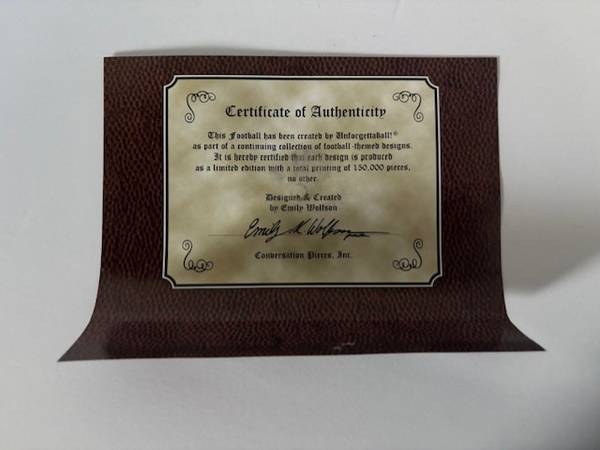 Certificate of Authenticity
This Football has been created by Unforgettaball!®
as part of a continuing collection of football-themed designs.
It is hereby certified that each design is produced
as a limited edition with a total printing of 150,000 pieces,
no other.
Designed & Created
by Emily Wolfson
Emily M Wolfson
Conversation Pieces, Inc.